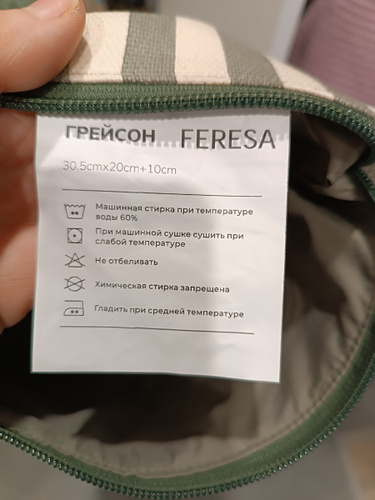 ГРЕЙСОН FERESA
30,5cmx20cm+10cm
Машинная стирка при температуре
воды 60%
При машинной сушке сушить при
слабой температуре
Не отбеливать
Химическая стирка запрещена
Гладить при средней температуре